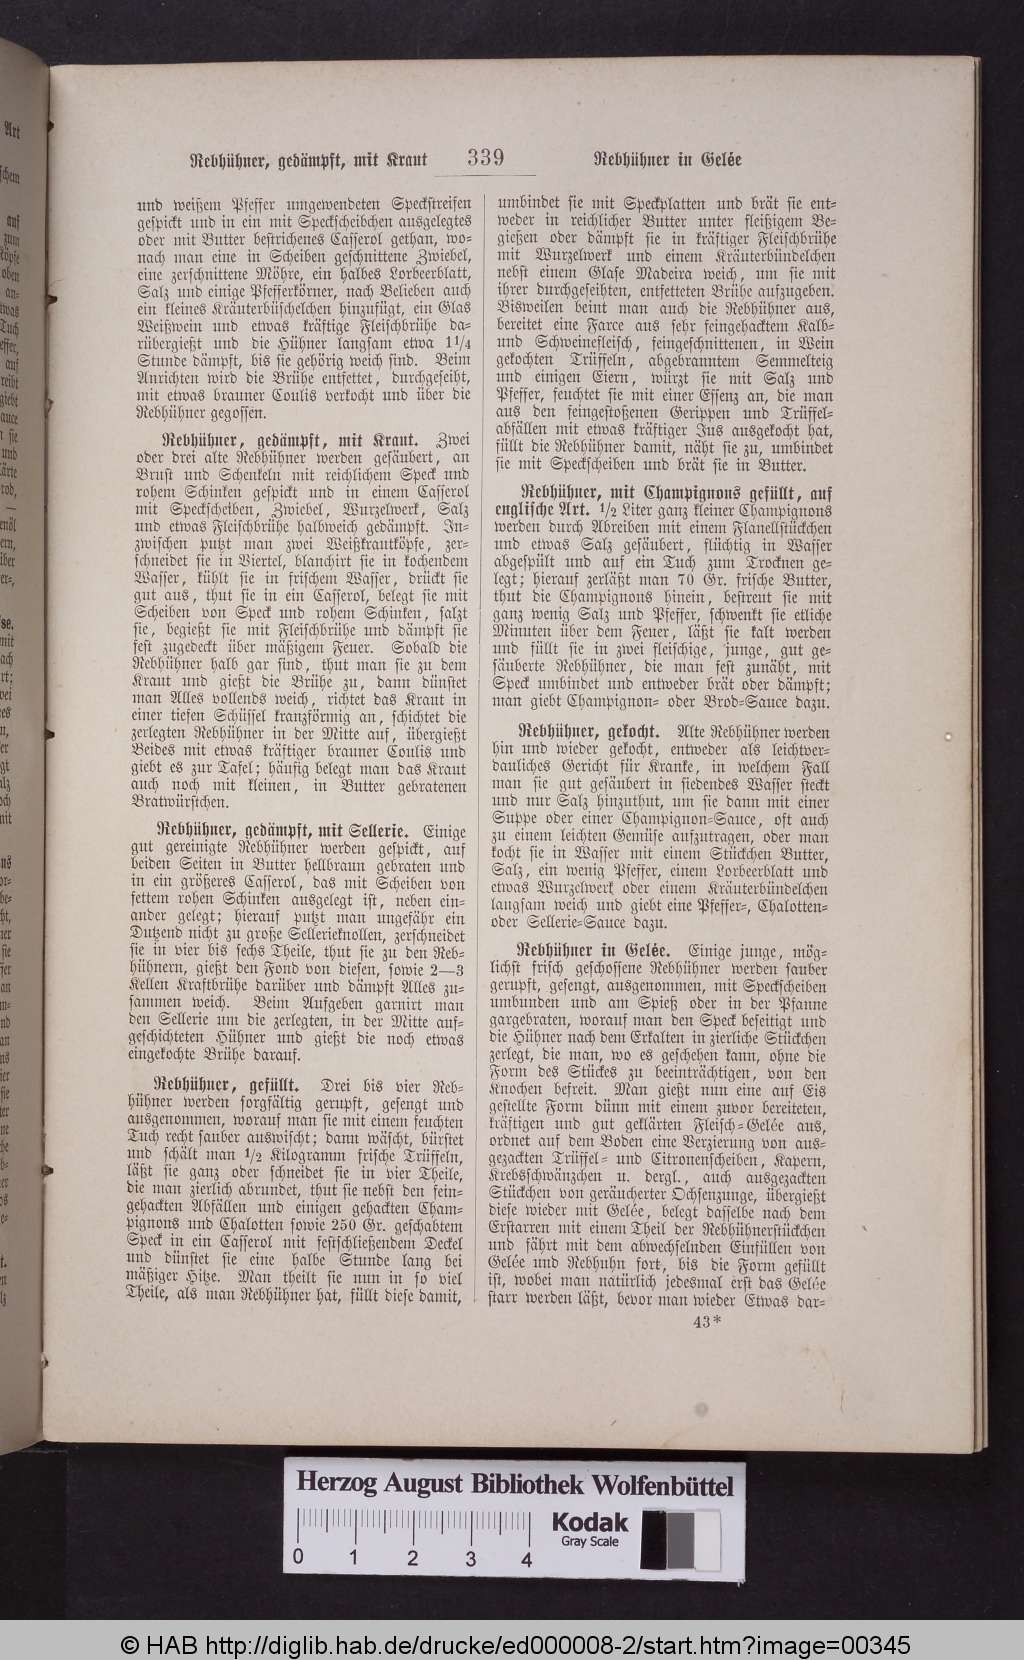 Rebhühner, gedämpft, mit Kraut
339
Rebhühner in Gelée
und weißem Pfeffer umgewendeten Speckstreifen
gespickt und in ein mit Speckscheibchen ausgelegtes
oder mit Butter bestrichenes Casserol gethan, wo-
nach man eine in Scheiben geschnittene Zwiebel,
eine zerschnittene Möhre, ein halbes Lorbeerblatt,
Salz und einige Pfefferkörner, nach Belieben auch
ein kleines Kräuterbüschelchen hinzufügt, ein Glas
Weißwein und etwas kräftige Fleischbrühe da-
rübergießt und die Hühner langsam etwa 1 1/4
Stunde dämpft, bis sie gehörig weich sind. Beim
Anrichten wird die Brühe entfettet, durchgeseiht,
mit etwas brauner Coulis verkocht und über die
Rebhühner gegossen.
Rebhühner, gedämpft, mit Kraut. Zwei
oder drei alte Rebhühner werden gesäubert, an
Brust und Schenkeln mit reichlichem Speck und
rohem Schinken gespickt und in einem Casserol
mit Speckscheiben, Zwiebel, Wurzelwerk, Salz
und etwas Fleischbrühe halbweich gedämpft. In-
zwischen putzt man zwei Weißkrautköpfe, zer-
schneidet sie in Viertel, blanchirt sie in kochendem
Wasser, kühlt sie in frischem Wasser, drückt sie
gut aus, thut sie in ein Casserol, belegt sie mit
Scheiben von Speck und rohem Schinken, salzt
sie, begießt sie mit Fleischbrühe und dämpft sie
fest zugedeckt über mäßigem Feuer. Sobald die
Rebhühner halb gar sind, thut man sie zu dem
Kraut und gießt die Brühe zu, dann dünstet
man Alles vollends weich, richtet das Kraut in
einer tiefen Schüssel kranzförmig an, schichtet die
zerlegten Rebhühner in der Mitte auf, übergießt
Beides mit etwas kräftiger brauner Coulis und
giebt es zur Tafel; häufig belegt man das Kraut
auch noch mit kleinen, in Butter gebratenen
Bratwürstchen.
Rebhühner, gedämpft, mit Sellerie. Einige
gut gereinigte Rebhühner werden gespickt, auf
beiden Seiten in Butter hellbraun gebraten und
in ein größeres Casserol, das mit Scheiben von
fettem rohen Schinken ausgelegt ist, neben ein-
ander gelegt; hierauf putzt man ungefähr ein
Dutzend nicht zu große Sellerieknollen, zerschneidet
sie in vier bis sechs Theile, thut sie zu den Reb-
hühnern, gießt den Fond von diesen, sowie 2—3
Kellen Kraftbrühe darüber und dämpft Alles zu-
sammen weich. Beim Aufgeben garnirt man
den Sellerie um die zerlegten, in der Mitte auf-
geschichteten Hühner und gießt die noch etwas
eingekochte Brühe darauf.
Rebhühner, gefüllt. Drei bis vier Reb-
hühner werden sorgfältig gerupft, gesengt und
ausgenommen, worauf man sie mit einem feuchten
Tuch recht sauber auswischt; dann wäscht, bürstet
und schält man 1/2 Kilogramm frische Trüffeln,
läßt sie ganz oder schneidet sie in vier Theile,
die man zierlich abrundet, thut sie nebst den fein-
gehackten Abfällen und einigen gehackten Cham-
pignons und Chalotten sowie 250 Gr. geschabtem
Speck in ein Casserol mit festschließendem Deckel
und dünstet sie eine halbe Stunde lang bei
mäßiger Hitze. Man theilt sie nun in so viel
Theile, als man Rebhühner hat, füllt diese damit,
umbindet sie mit Speckplatten und brät sie ent-
weder in reichlicher Butter unter fleißigem Be-
gießen oder dämpft sie in kräftiger Fleischbrühe
mit Wurzelwerk und einem Kräuterbündelchen
nebst einem Glase Madeira weich, um sie mit
ihrer durchgeseihten, entfetteten Brühe aufzugeben.
Bisweilen beint man auch die Rebhühner aus,
bereitet eine Farce aus sehr feingehacktem Kalb-
und Schweinefleisch, feingeschnittenen, in Wein
gekochten Trüffeln, abgebranntem Semmelteig
und einigen Eiern, würzt sie mit Salz und
Pfeffer, feuchtet sie mit einer Essenz an, die man
aus den feingestoßenen Gerippen und Trüffel-
abfällen mit etwas kräftiger Jus ausgekocht hat,
füllt die Rebhühner damit, näht sie zu, umbindet
sie mit Speckscheiben und brät sie in Butter.
Rebhühner, mit Champignons gefüllt, auf
englische Art. 1/2 Liter ganz kleiner Champignons
werden durch Abreiben mit einem Flanellstückchen
und etwas Salz gesäubert, flüchtig in Wasser
abgespült und auf ein Tuch zum Trocknen ge-
legt; hierauf zerläßt man 70 Gr. frische Butter,
thut die Champignons hinein, bestreut sie mit
ganz wenig Salz und Pfeffer, schwenkt sie etliche
Minuten über dem Feuer, läßt sie kalt werden
und füllt sie in zwei fleischige, junge, gut ge-
säuberte Rebhühner, die man fest zunäht, mit
Speck umbindet und entweder brät oder dämpft;
man giebt Champignon- oder Brod-Sauce dazu.
Rebhühner, gekocht. Alte Rebhühner werden
hin und wieder gekocht, entweder als leichtver-
dauliches Gericht für Kranke, in welchem Fall
man sie gut gesäubert in siedendes Wasser steckt
und nur Salz hinzuthut, um sie dann mit einer
Suppe oder einer Champignon-Sauce, oft auch
zu einem leichten Gemüse aufzutragen, oder man
kocht sie in Wasser mit einem Stückchen Butter,
Salz, ein wenig Pfeffer, einem Lorbeerblatt und
etwas Wurzelwerk oder einem Kräuterbündelchen
langsam weich und giebt eine Pfeffer-, Chalotten-
oder Sellerie-Sauce dazu.
Rebhühner in Gelée. Einige junge, mög-
lichst frisch geschossene Rebhühner werden sauber
gerupft, gesengt, ausgenommen, mit Speckscheiben
umbunden und am Spieß oder in der Pfanne
gargebraten, worauf man den Speck beseitigt und
die Hühner nach dem Erkalten in zierliche Stückchen
zerlegt, die man, wo es geschehen kann, ohne die
Form des Stückes zu beeinträchtigen, von den
Knochen befreit. Man gießt nun eine auf Eis
gestellte Form dünn mit einem zuvor bereiteten,
kräftigen und gut geklärten Fleisch-Gelée aus,
ordnet auf dem Boden eine Verzierung von aus-
gezackten Trüffel- und Citronenscheiben, Kapern,
Krebsschwänzchen u. dergl., auch ausgezackten
Stückchen von geräucherter Ochsenzunge, übergießt
diese wieder mit Gelée, belegt dasselbe nach dem
Erstarren mit einem Theil der Rebhühnerstückchen
und fährt mit dem abwechselnden Einfüllen von
Gelée und Rebhuhn fort, bis die Form gefüllt
ist, wobei man natürlich jedesmal erst das Gelée
starr werden läßt, bevor man wieder Etwas dar-
43*
Herzog August Bibliothek Wolfenbüttel
Kodak
Gray Scale
0 1 2 3 4
© HAB http://diglib.hab.de/drucke/ed000008-2/start.htm?image=00345